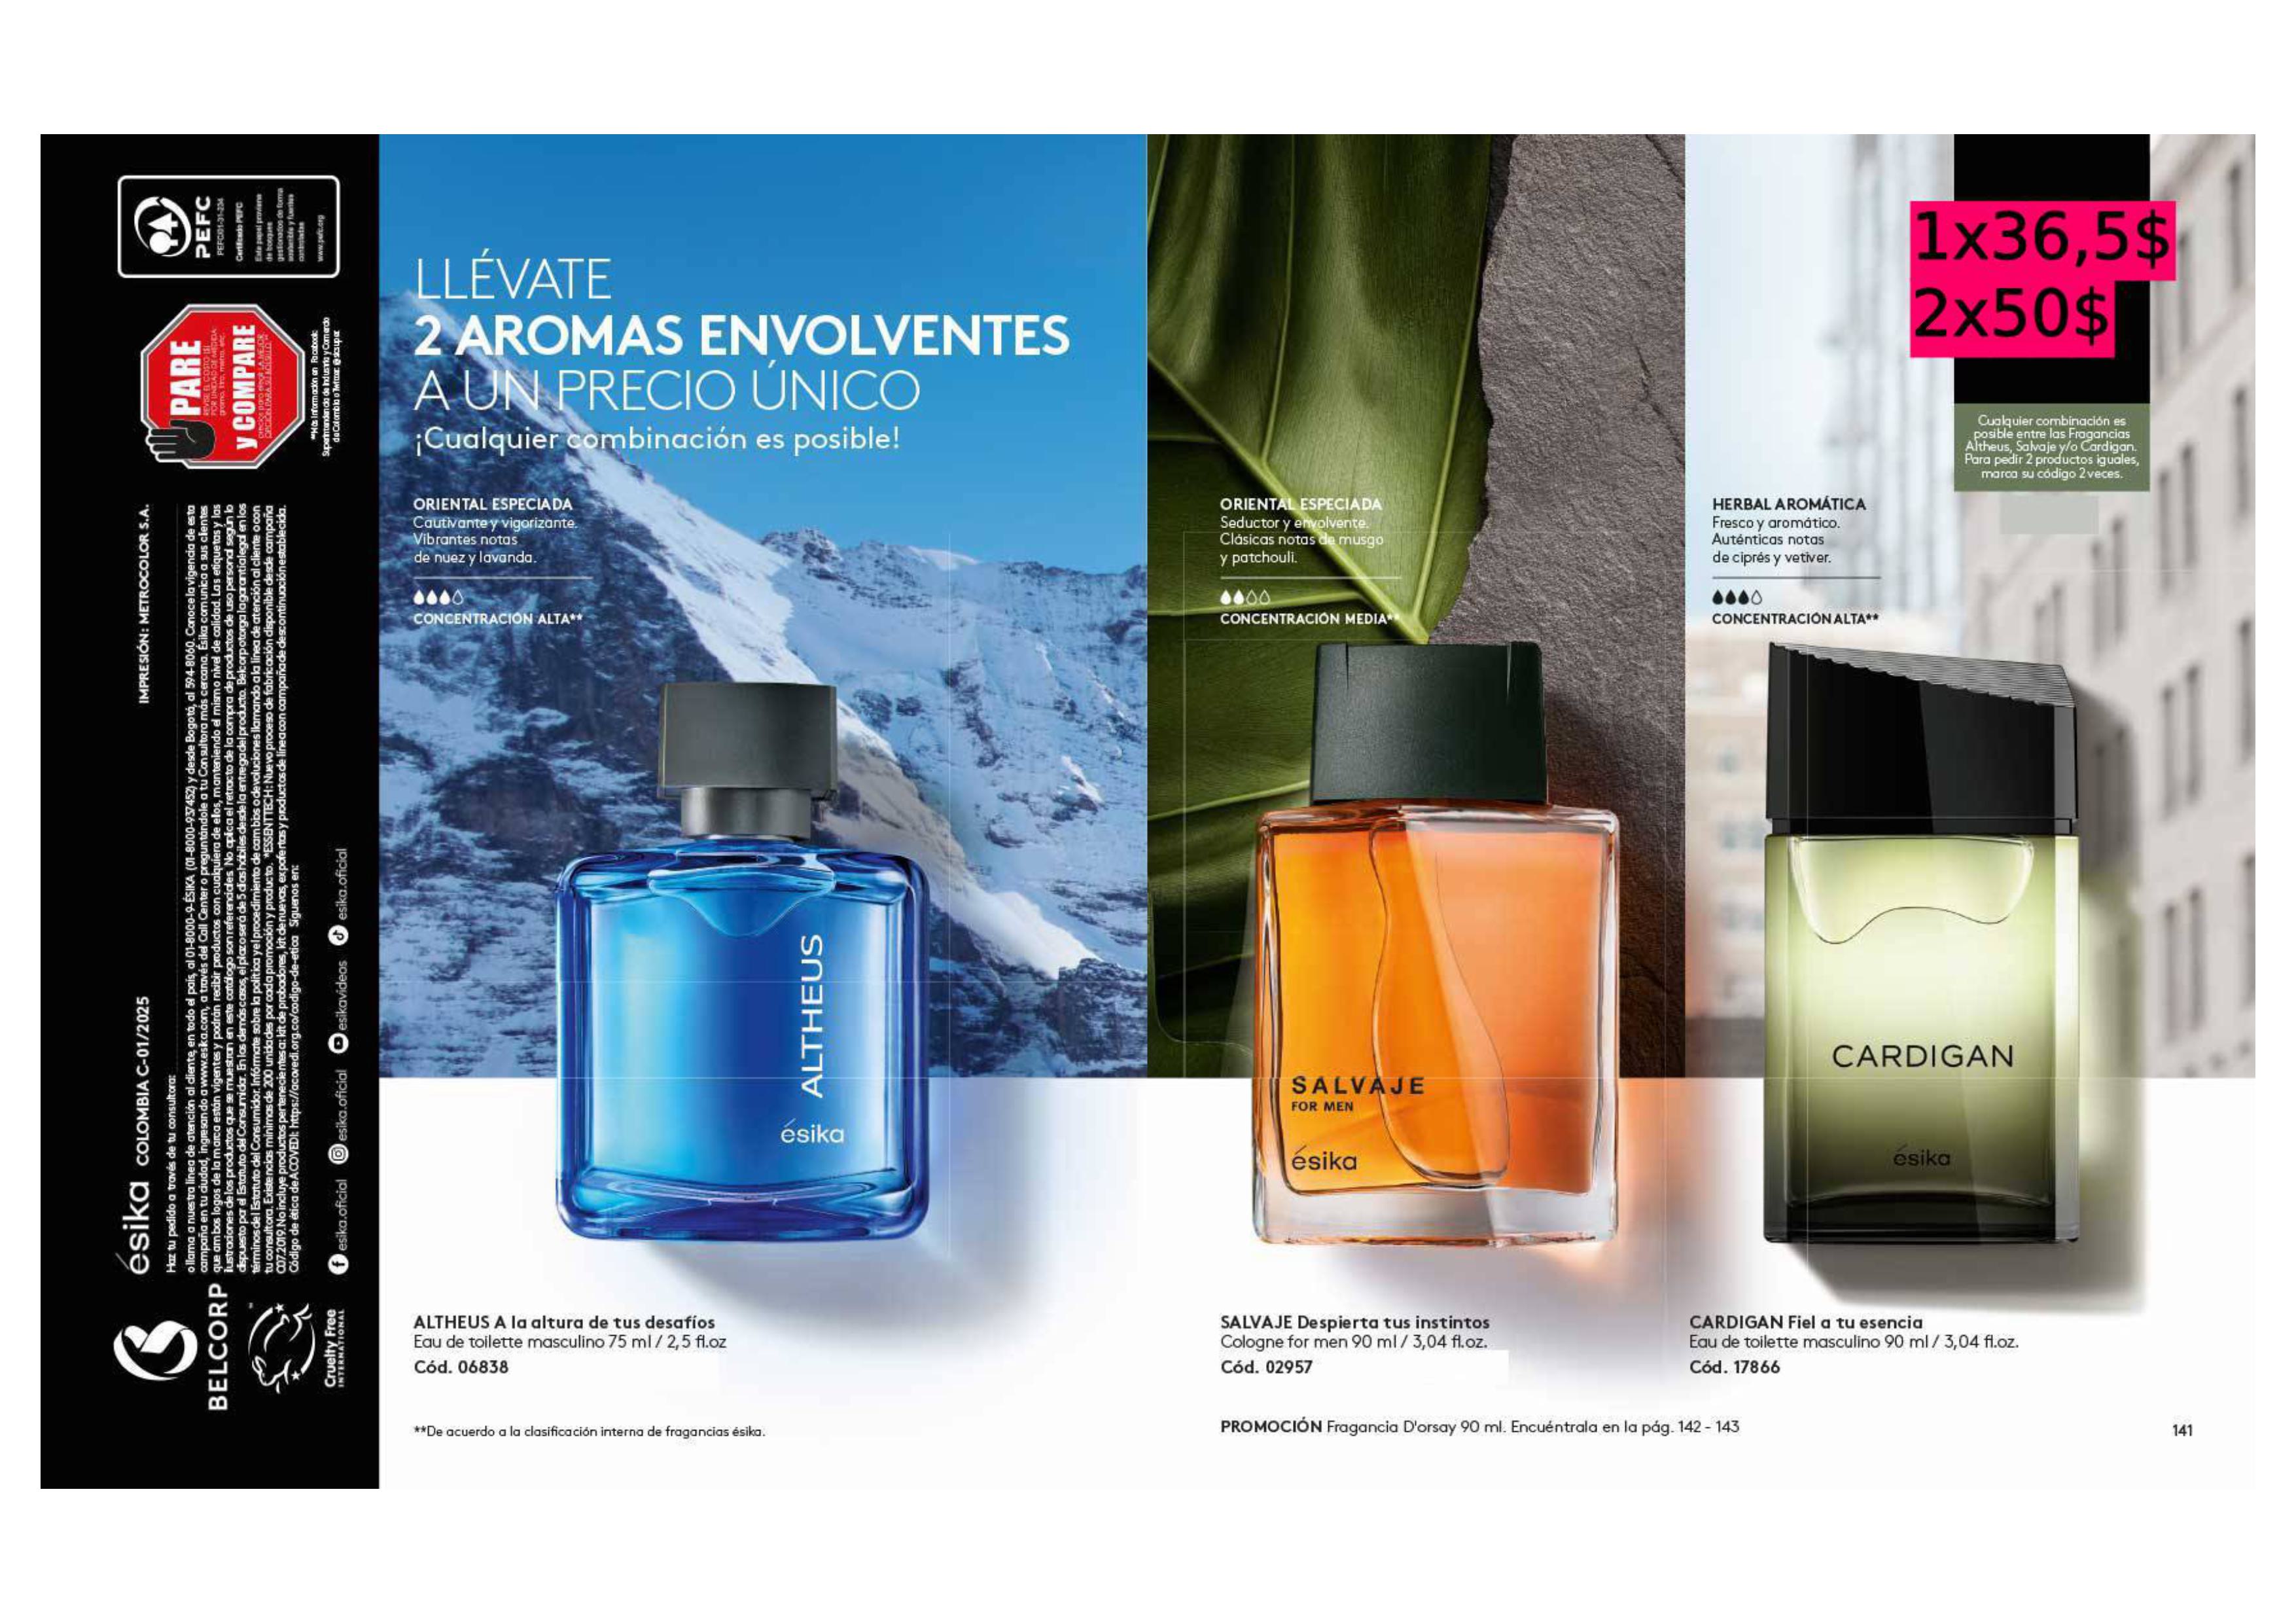 PEFC
PEFC/01-31-234
Certificado PEFC
Este papel proviene
de bosques
gestionados de forma
sostenible y fuentes
controladas
www.pefc.org
PARE
REVISE EL COSTO
POR UNIDAD DE MEDIDA:
y COMPARE
**Más información en Facebook:
Superintendencia de Industria y Comercio
de Colombia o Twitter: @sicsuper
ésika COLOMBIA C-01/2025
IMPRESIÓN: METROCOLOR S.A.
Haz tu pedido a través de tu consultora:
o llama a nuestra línea de atención al cliente, en todo el país, al 01-8000-9-ÉSIKA (01-8000-937452) y desde Bogotá, al 594-8060. Conoce la vigencia de esta
campaña en tu ciudad, ingresando a www.esika.com, a través del Call Center o preguntándole a tu Consultora más cercana. Ésika comunica a sus clientes
que ambos logos de la marca están vigentes y podrán recibir productos con cualquiera de ellos, manteniendo el mismo nivel de calidad. Las etiquetas y las
ilustraciones de los productos que se muestran en este catálogo son referenciales. No aplica el retracto de la compra de productos de uso personal según lo
dispuesto por el Estatuto del Consumidor. En los demás casos, el plazo será de 5 días hábiles desde la entrega del producto. Belcorp otorga la garantía legal en los
términos del Estatuto del Consumidor. Infórmate sobre la política y el procedimiento de cambios o devoluciones llamando a la línea de atención al cliente o con
tu consultora. Existencias mínimas de 200 unidades por cada promoción y producto. *ESSENTTECH: Nuevo proceso de fabricación disponible desde campaña
C07.2019. No incluye productos pertenecientes a: kit de probadores, kit de nuevas, expofertas y productos de línea con campaña de descontinuación establecida.
Código de ética de ACOVEDI: https://acovedi.org.co/codigo-de-etica Síguenos en:
esika.oficial esika.oficial esikavideos esika.oficial
BELCORP
Cruelty Free
INTERNATIONAL
LLÉVATE
2 AROMAS ENVOLVENTES
A UN PRECIO ÚNICO
¡Cualquier combinación es posible!
1x36,5$
2x50$
Cualquier combinación es
posible entre las Fragancias
Altheus, Salvaje y/o Cardigan.
Para pedir 2 productos iguales,
marca su código 2 veces.
ORIENTAL ESPECIADA
Cautivante y vigorizante.
Vibrantes notas
de nuez y lavanda.
CONCENTRACIÓN ALTA**
ORIENTAL ESPECIADA
Seductor y envolvente.
Clásicas notas de musgo
y patchouli.
CONCENTRACIÓN MEDIA**
HERBAL AROMÁTICA
Fresco y aromático.
Auténticas notas
de ciprés y vetiver.
CONCENTRACIÓN ALTA**
ALTHEUS
ésika
SALVAJE
FOR MEN
ésika
CARDIGAN
ésika
ALTHEUS A la altura de tus desafíos
Eau de toilette masculino 75 ml / 2,5 fl.oz
Cód. 06838
SALVAJE Despierta tus instintos
Cologne for men 90 ml / 3,04 fl.oz.
Cód. 02957
CARDIGAN Fiel a tu esencia
Eau de toilette masculino 90 ml / 3,04 fl.oz.
Cód. 17866
**De acuerdo a la clasificación interna de fragancias ésika.
PROMOCIÓN Fragancia D'orsay 90 ml. Encuéntrala en la pág. 142 - 143
141